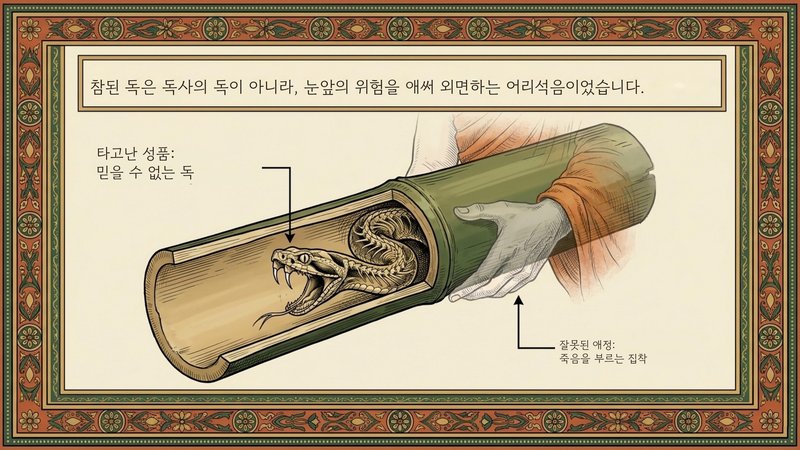 참된 독은 독사의 독이 아니라, 눈앞의 위험을 애써 외면하는 어리석음이었습니다.
타고난 성품:
믿을 수 없는 독
잘못된 애정:
죽음을 부르는 집착